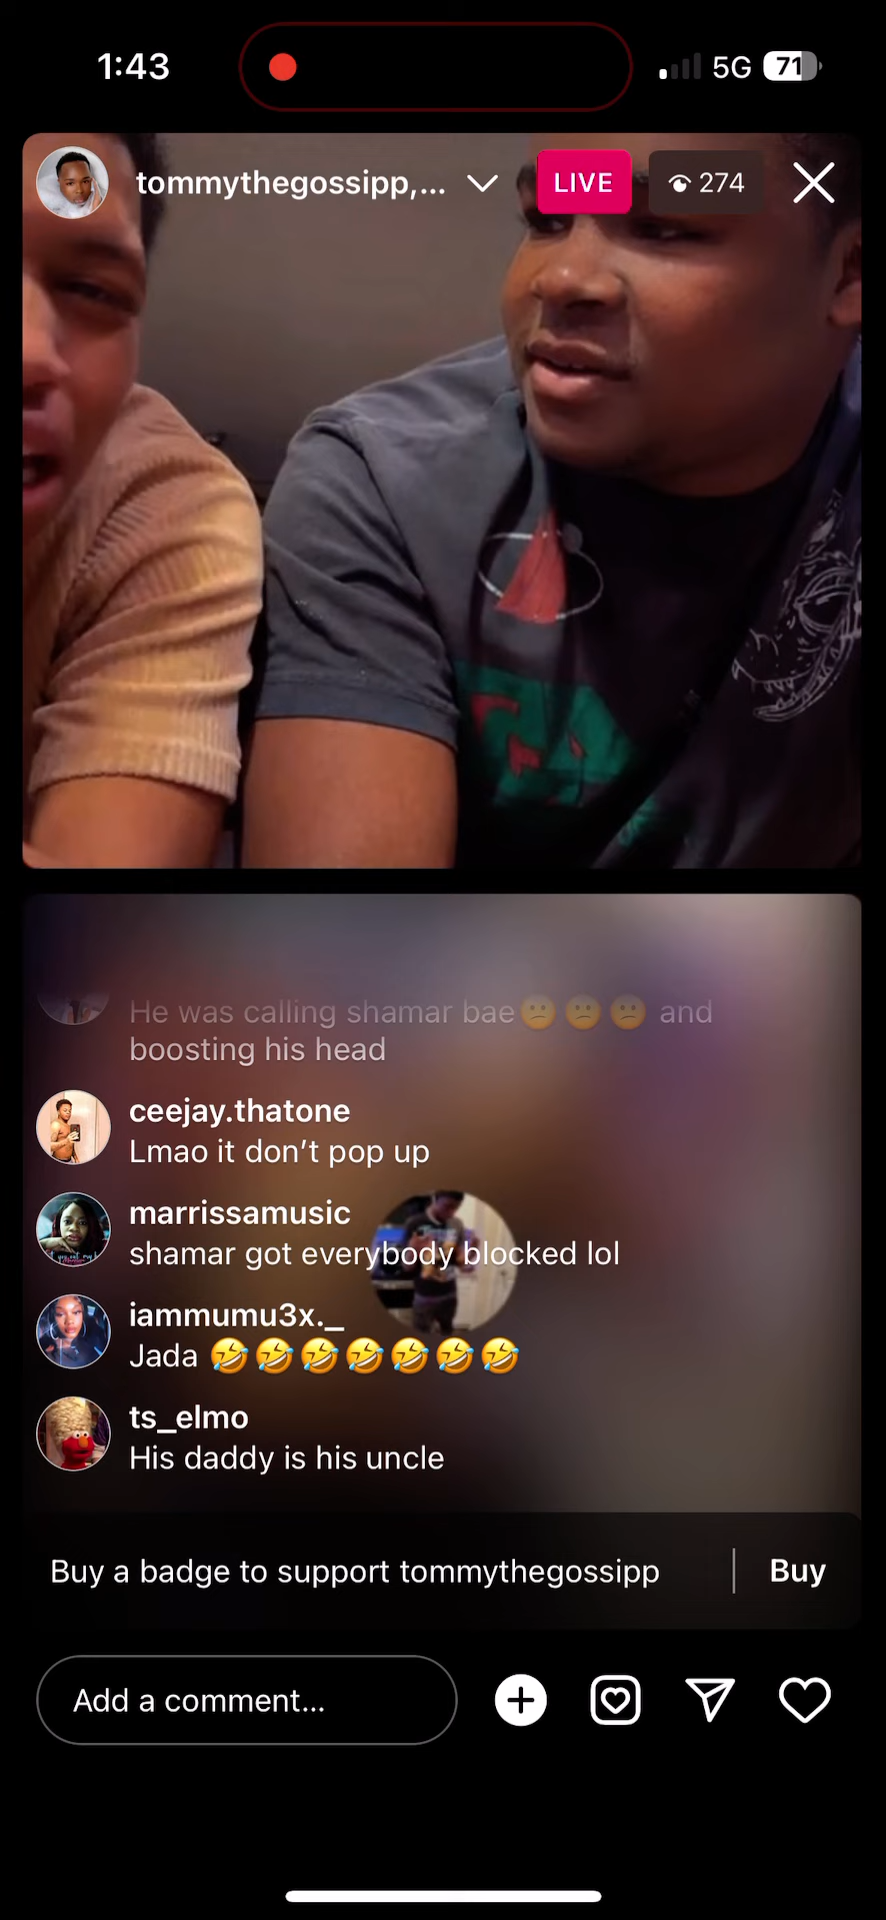 1:43
5G
71
tommythegossipp,...
LIVE
274
He was calling shamar bae😕😕😕 and
boosting his head
ceejay.thatone
Lmao it don’t pop up
marrissamusic
shamar got everybody blocked lol
iammumu3x._
Jada 🤣🤣🤣🤣🤣🤣🤣
ts_elmo
His daddy is his uncle
Buy a badge to support tommythegossipp
Buy
Add a comment...